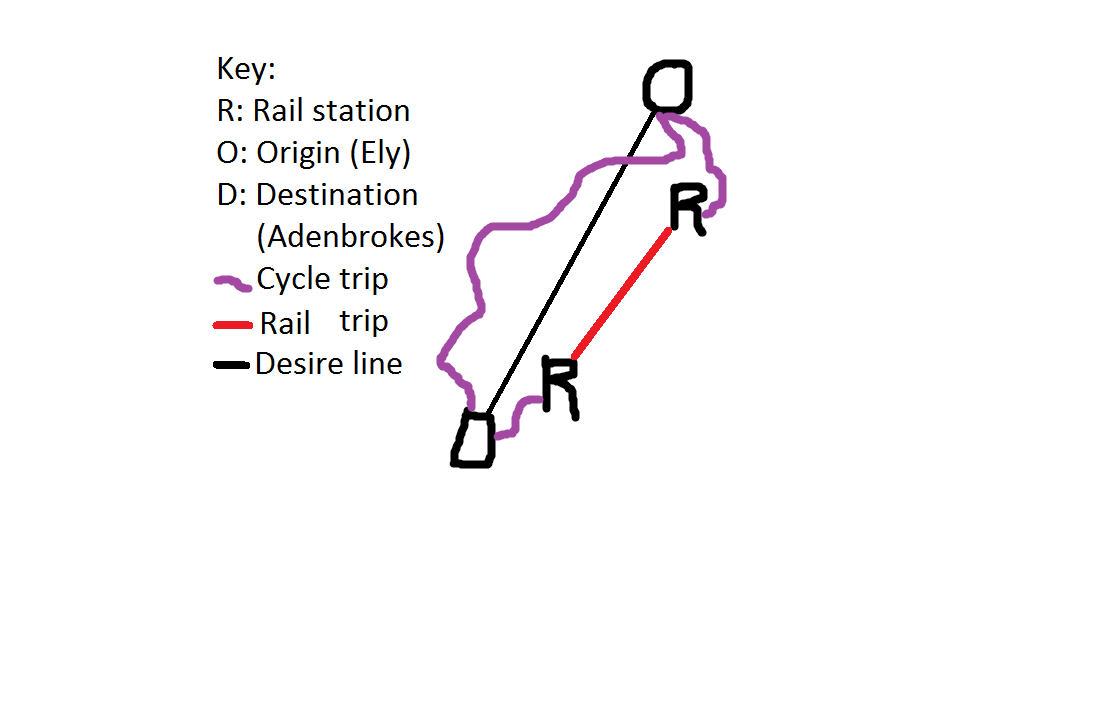 Key:
R: Rail station
O: Origin (Ely)
D: Destination
(Adenbrokes)
Cycle trip
Rail trip
Desire line
O
R
R
D